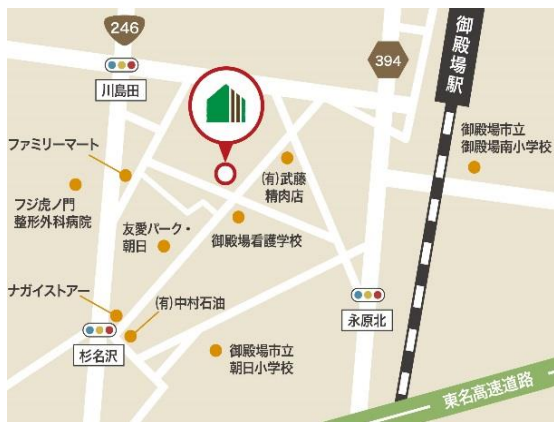 246
川島田
394
御殿場駅
ファミリーマート
フジ虎ノ門
整形外科病院
(有)武藤
精肉店
御殿場市立
御殿場南小学校
友愛パーク・
朝日
御殿場看護学校
ナガイストアー
(有)中村石油
永原北
杉名沢
御殿場市立
朝日小学校
東名高速道路